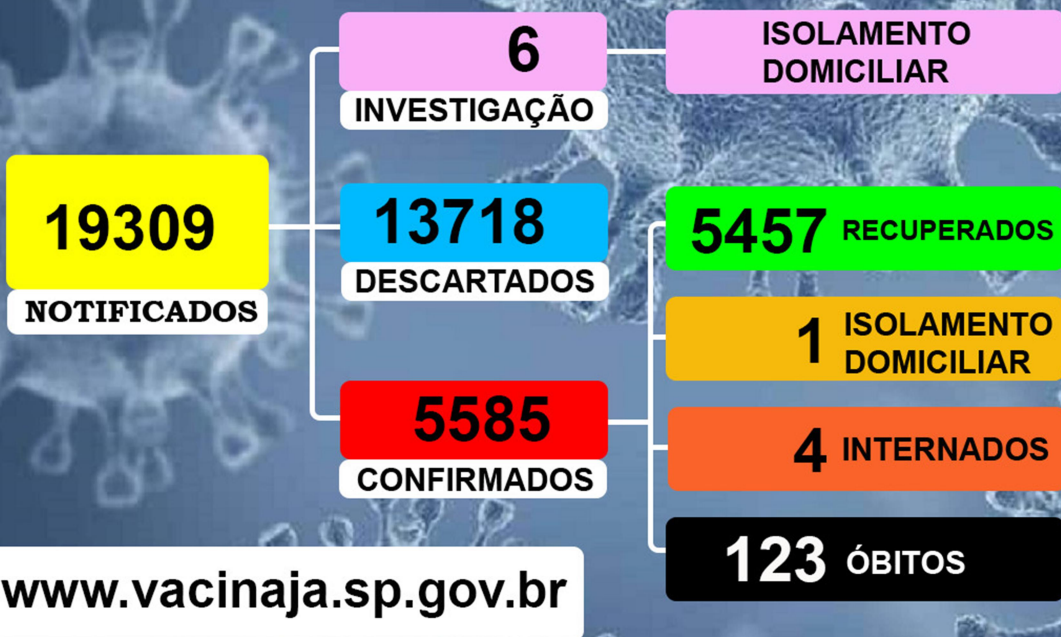 6
INVESTIGAÇÃO
ISOLAMENTO
DOMICILIAR
19309
NOTIFICADOS
13718
DESCARTADOS
5585
CONFIRMADOS
5457 RECUPERADOS
1 ISOLAMENTO
DOMICILIAR
4 INTERNADOS
123 ÓBITOS
www.vacinaja.sp.gov.br